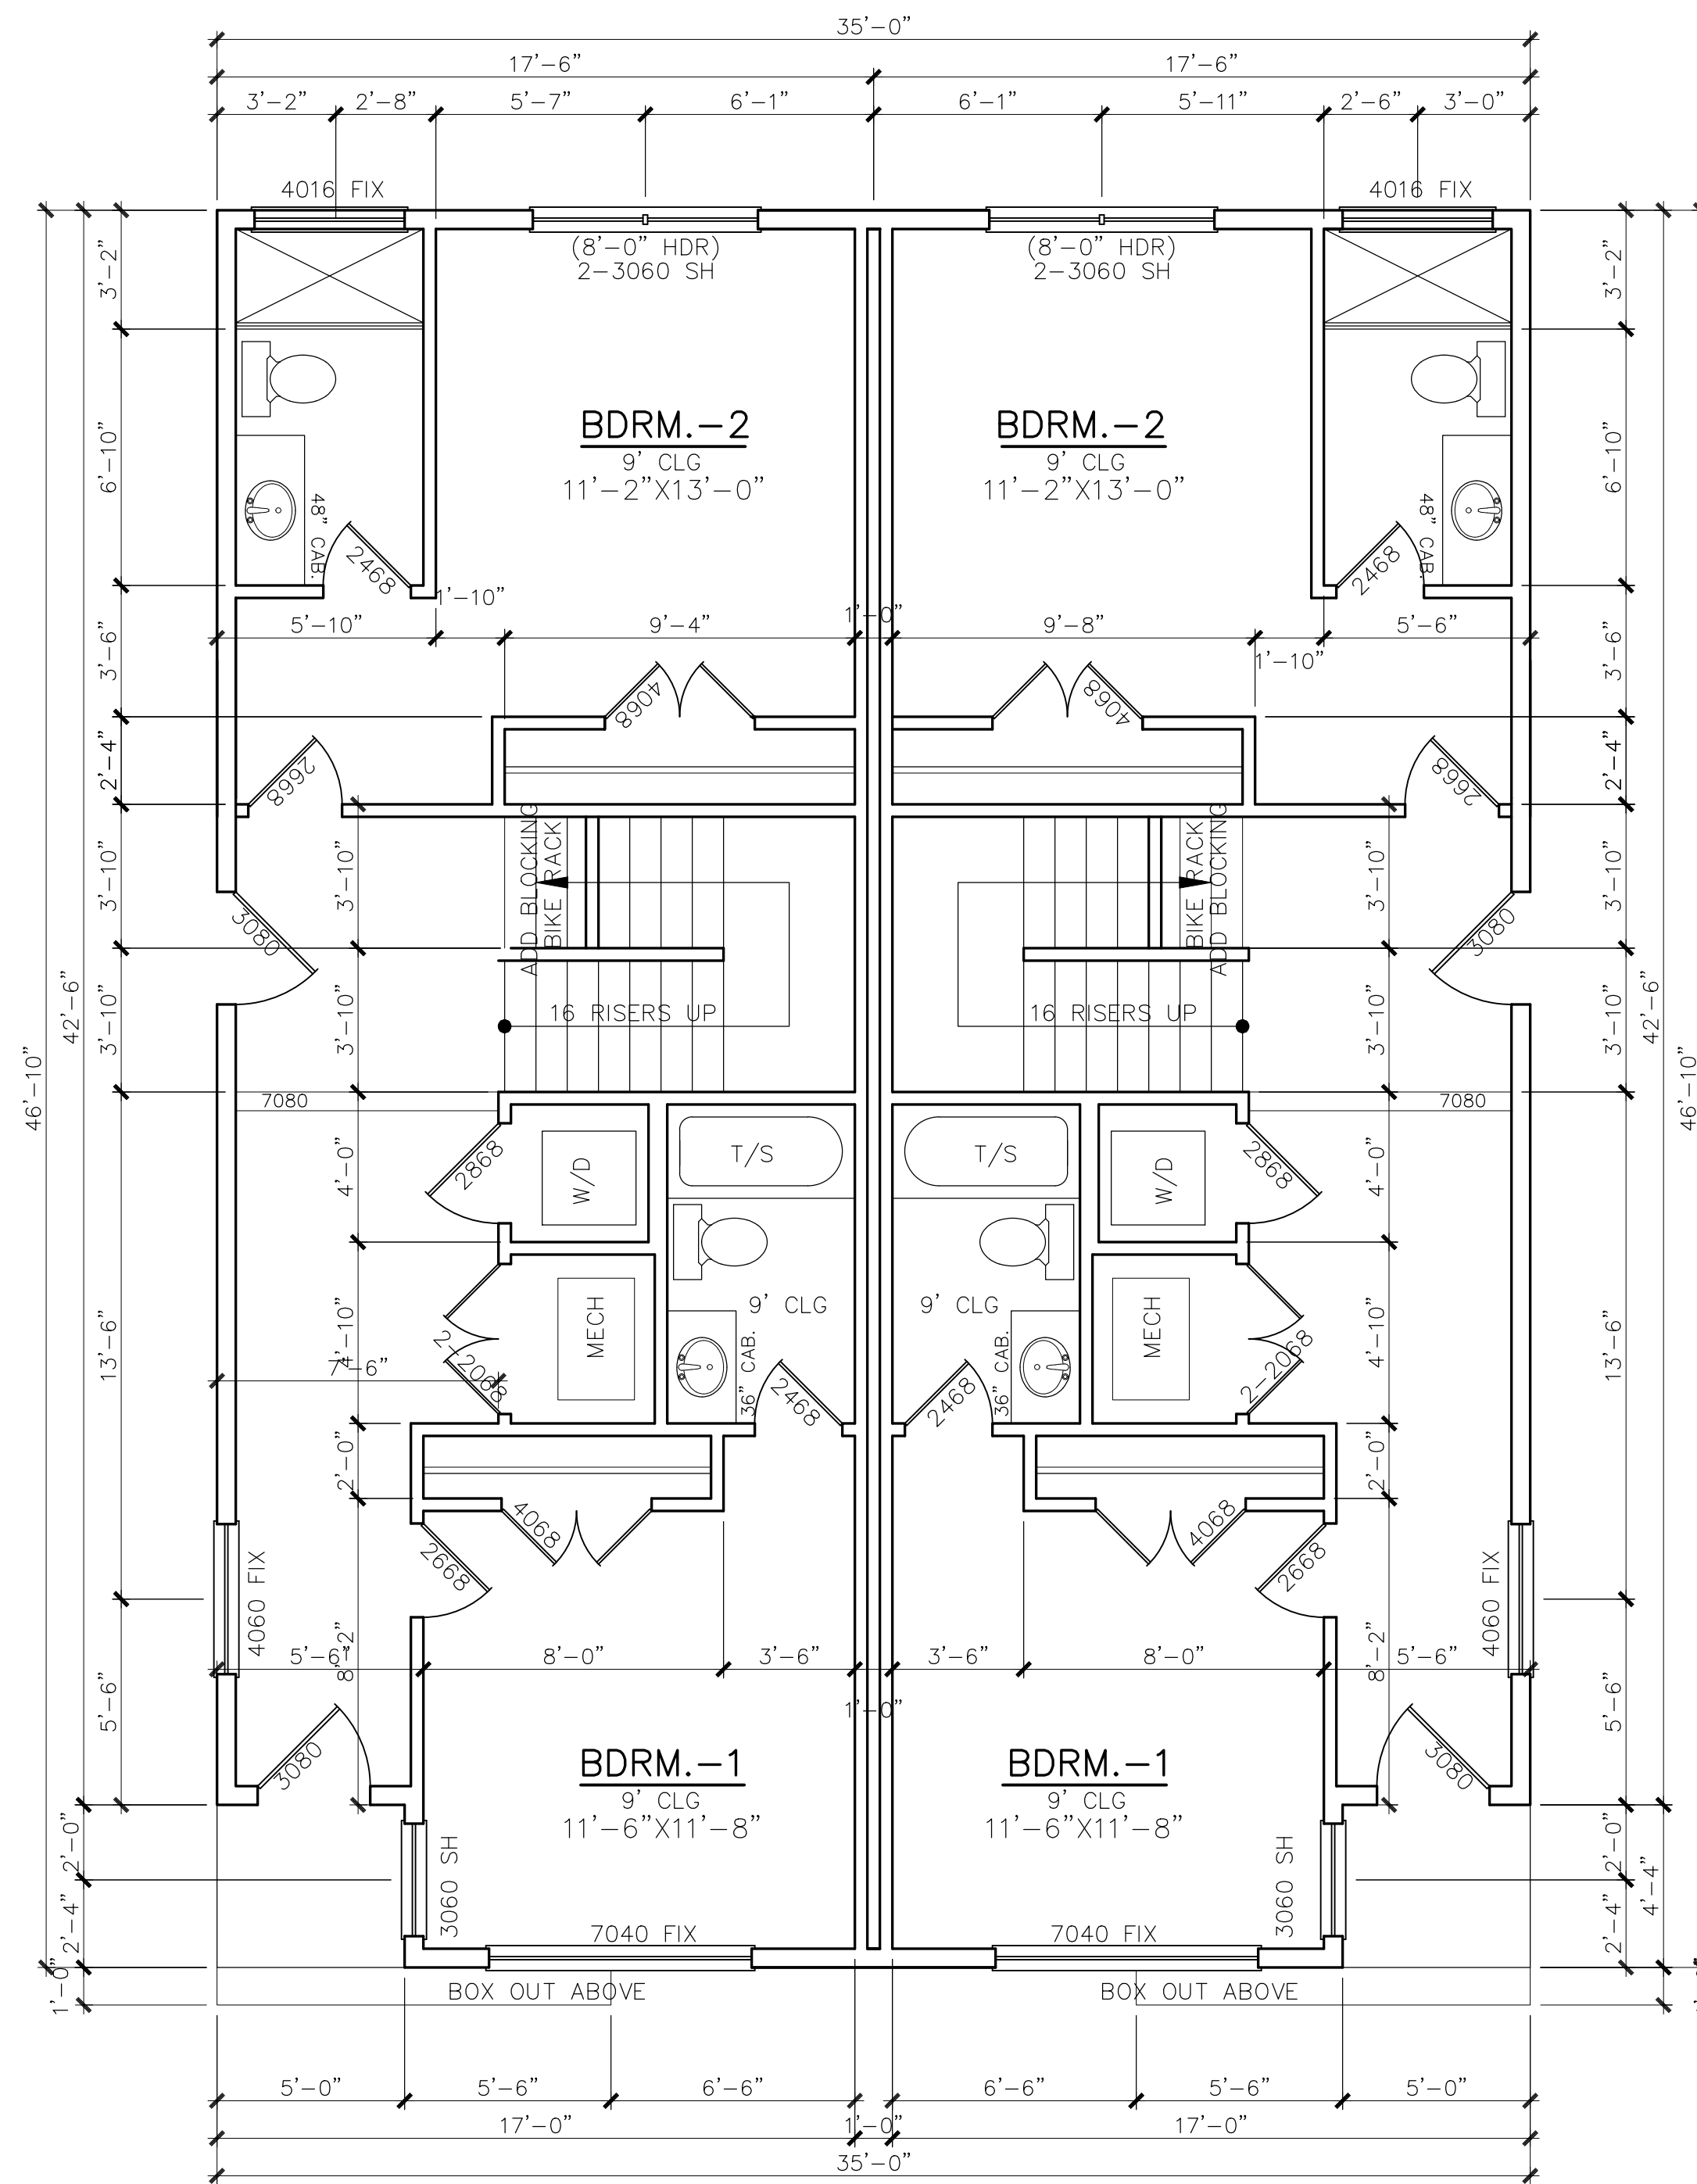 35'-0"
17'-6" 17'-6"
3'-2" 2'-8" 5'-7" 6'-1" 6'-1" 5'-11" 2'-6" 3'-0"
4016 FIX 4016 FIX
(8'-0" HDR) (8'-0" HDR)
2-3060 SH 2-3060 SH
3'-2" 3'-2"
BDRM.-2 BDRM.-2
9' CLG 9' CLG
11'-2"X13'-0" 11'-2"X13'-0"
6'-10" 6'-10"
48" CAB. 48" CAB.
2468 2468
1'-10"
5'-10" 9'-4" 1'-0" 9'-8" 5'-6"
1'-10"
3'-6" 3'-6"
4068 4068
2'-4" 2'-4"
2668 2668
ADD BLOCKING ADD BLOCKING
BIKE RACK BIKE RACK
3'-10" 3'-10" 3'-10" 3'-10"
3080 3080
42'-6" 42'-6"
16 RISERS UP 16 RISERS UP
3'-10" 3'-10" 3'-10" 3'-10"
46'-10" 46'-10"
7080 7080
2868 W/D T/S T/S W/D 2868
4'-0" 4'-0"
9' CLG 9' CLG
MECH MECH
4'-10" 4'-10"
13'-6" 13'-6"
2-2068 2-2068
7'-6"
36" CAB. 36" CAB.
2468 2468
2'-0" 2'-0"
4068 4068
2668 2668
4060 FIX 4060 FIX
5'-6" 8'-0" 3'-6" 3'-6" 8'-0" 5'-6"
8'-2" 8'-2"
5'-6" 5'-6"
1'-0"
3080 3080
BDRM.-1 BDRM.-1
9' CLG 9' CLG
11'-6"X11'-8" 11'-6"X11'-8"
2'-0" 2'-0"
3060 SH 3060 SH
4'-4"
2'-4" 2'-4"
7040 FIX 7040 FIX
1'-0"
BOX OUT ABOVE BOX OUT ABOVE
5'-0" 5'-6" 6'-6" 6'-6" 5'-6" 5'-0"
17'-0" 1'-0" 17'-0"
35'-0"